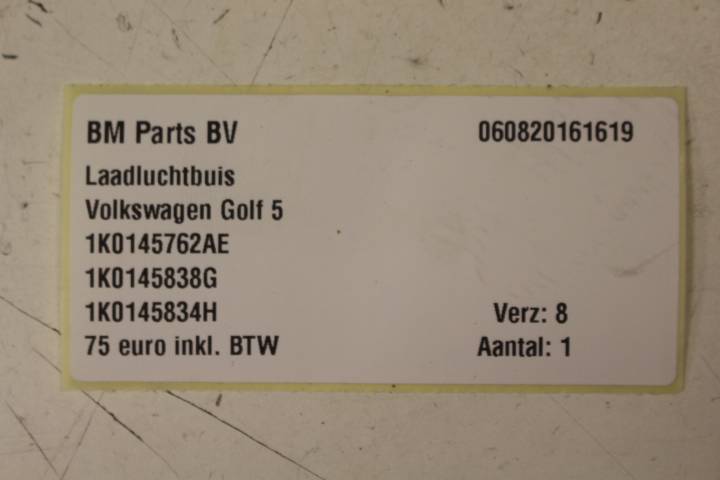 BM Parts BV 060820161619
Laadluchtbuis
Volkswagen Golf 5
1K0145762AE
1K0145838G
1K0145834H Verz: 8
75 euro inkl. BTW Aantal: 1